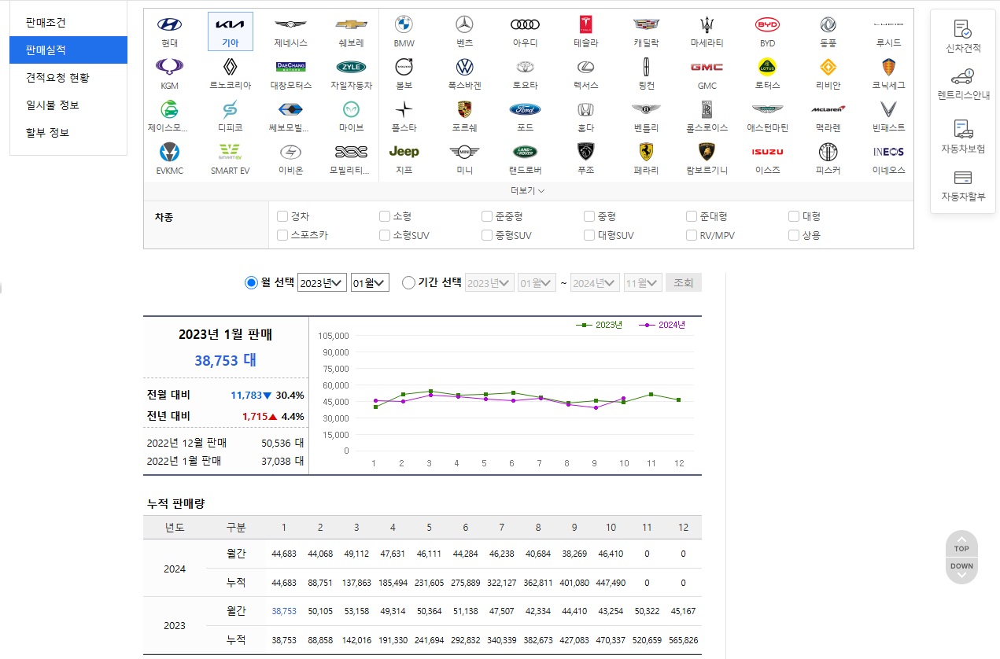 판매조건
판매실적
견적요청 현황
일시불 정보
할부 정보
현대 기아 제네시스 쉐보레 BMW 벤츠 아우디 테슬라 캐딜락 마세라티 BYD 동풍 루시드
KGM 르노코리아 대창모터스 자일자동차 볼보 폭스바겐 토요타 렉서스 링컨 GMC 로터스 리비안 코닉세그
제이스모... 디피코 쎄보모빌... 마이브 폴스타 포르쉐 포드 혼다 벤틀리 롤스로이스 애스턴마틴 맥라렌 빈패스트
EVKMC SMART EV 이비온 모빌리티... 지프 미니 랜드로버 푸조 페라리 람보르기니 이스즈 피스커 이네오스
더보기
차종
경차 소형 준중형 중형 준대형 대형
스포츠카 소형SUV 중형SUV 대형SUV RV/MPV 상용
신차견적
렌트리스안내
자동차보험
자동차할부
월 선택 2023년 01월 기간 선택 2023년 01월 ~ 2024년 11월 조회
2023년 1월 판매
38,753 대
전월 대비 11,783▼ 30.4%
전년 대비 1,715▲ 4.4%
2022년 12월 판매 50,536 대
2022년 1월 판매 37,038 대
2023년 2024년
105,000
90,000
75,000
60,000
45,000
30,000
15,000
0
1 2 3 4 5 6 7 8 9 10 11 12
누적 판매량
년도 구분 1 2 3 4 5 6 7 8 9 10 11 12
2024
월간 44,683 44,068 49,112 47,631 46,111 44,284 46,238 40,684 38,269 46,410 0 0
누적 44,683 88,751 137,863 185,494 231,605 275,889 322,127 362,811 401,080 447,490 0 0
2023
월간 38,753 50,105 53,158 49,314 50,364 51,138 47,507 42,334 44,410 43,254 50,322 45,167
누적 38,753 88,858 142,016 191,330 241,694 292,832 340,339 382,673 427,083 470,337 520,659 565,826
TOP
DOWN